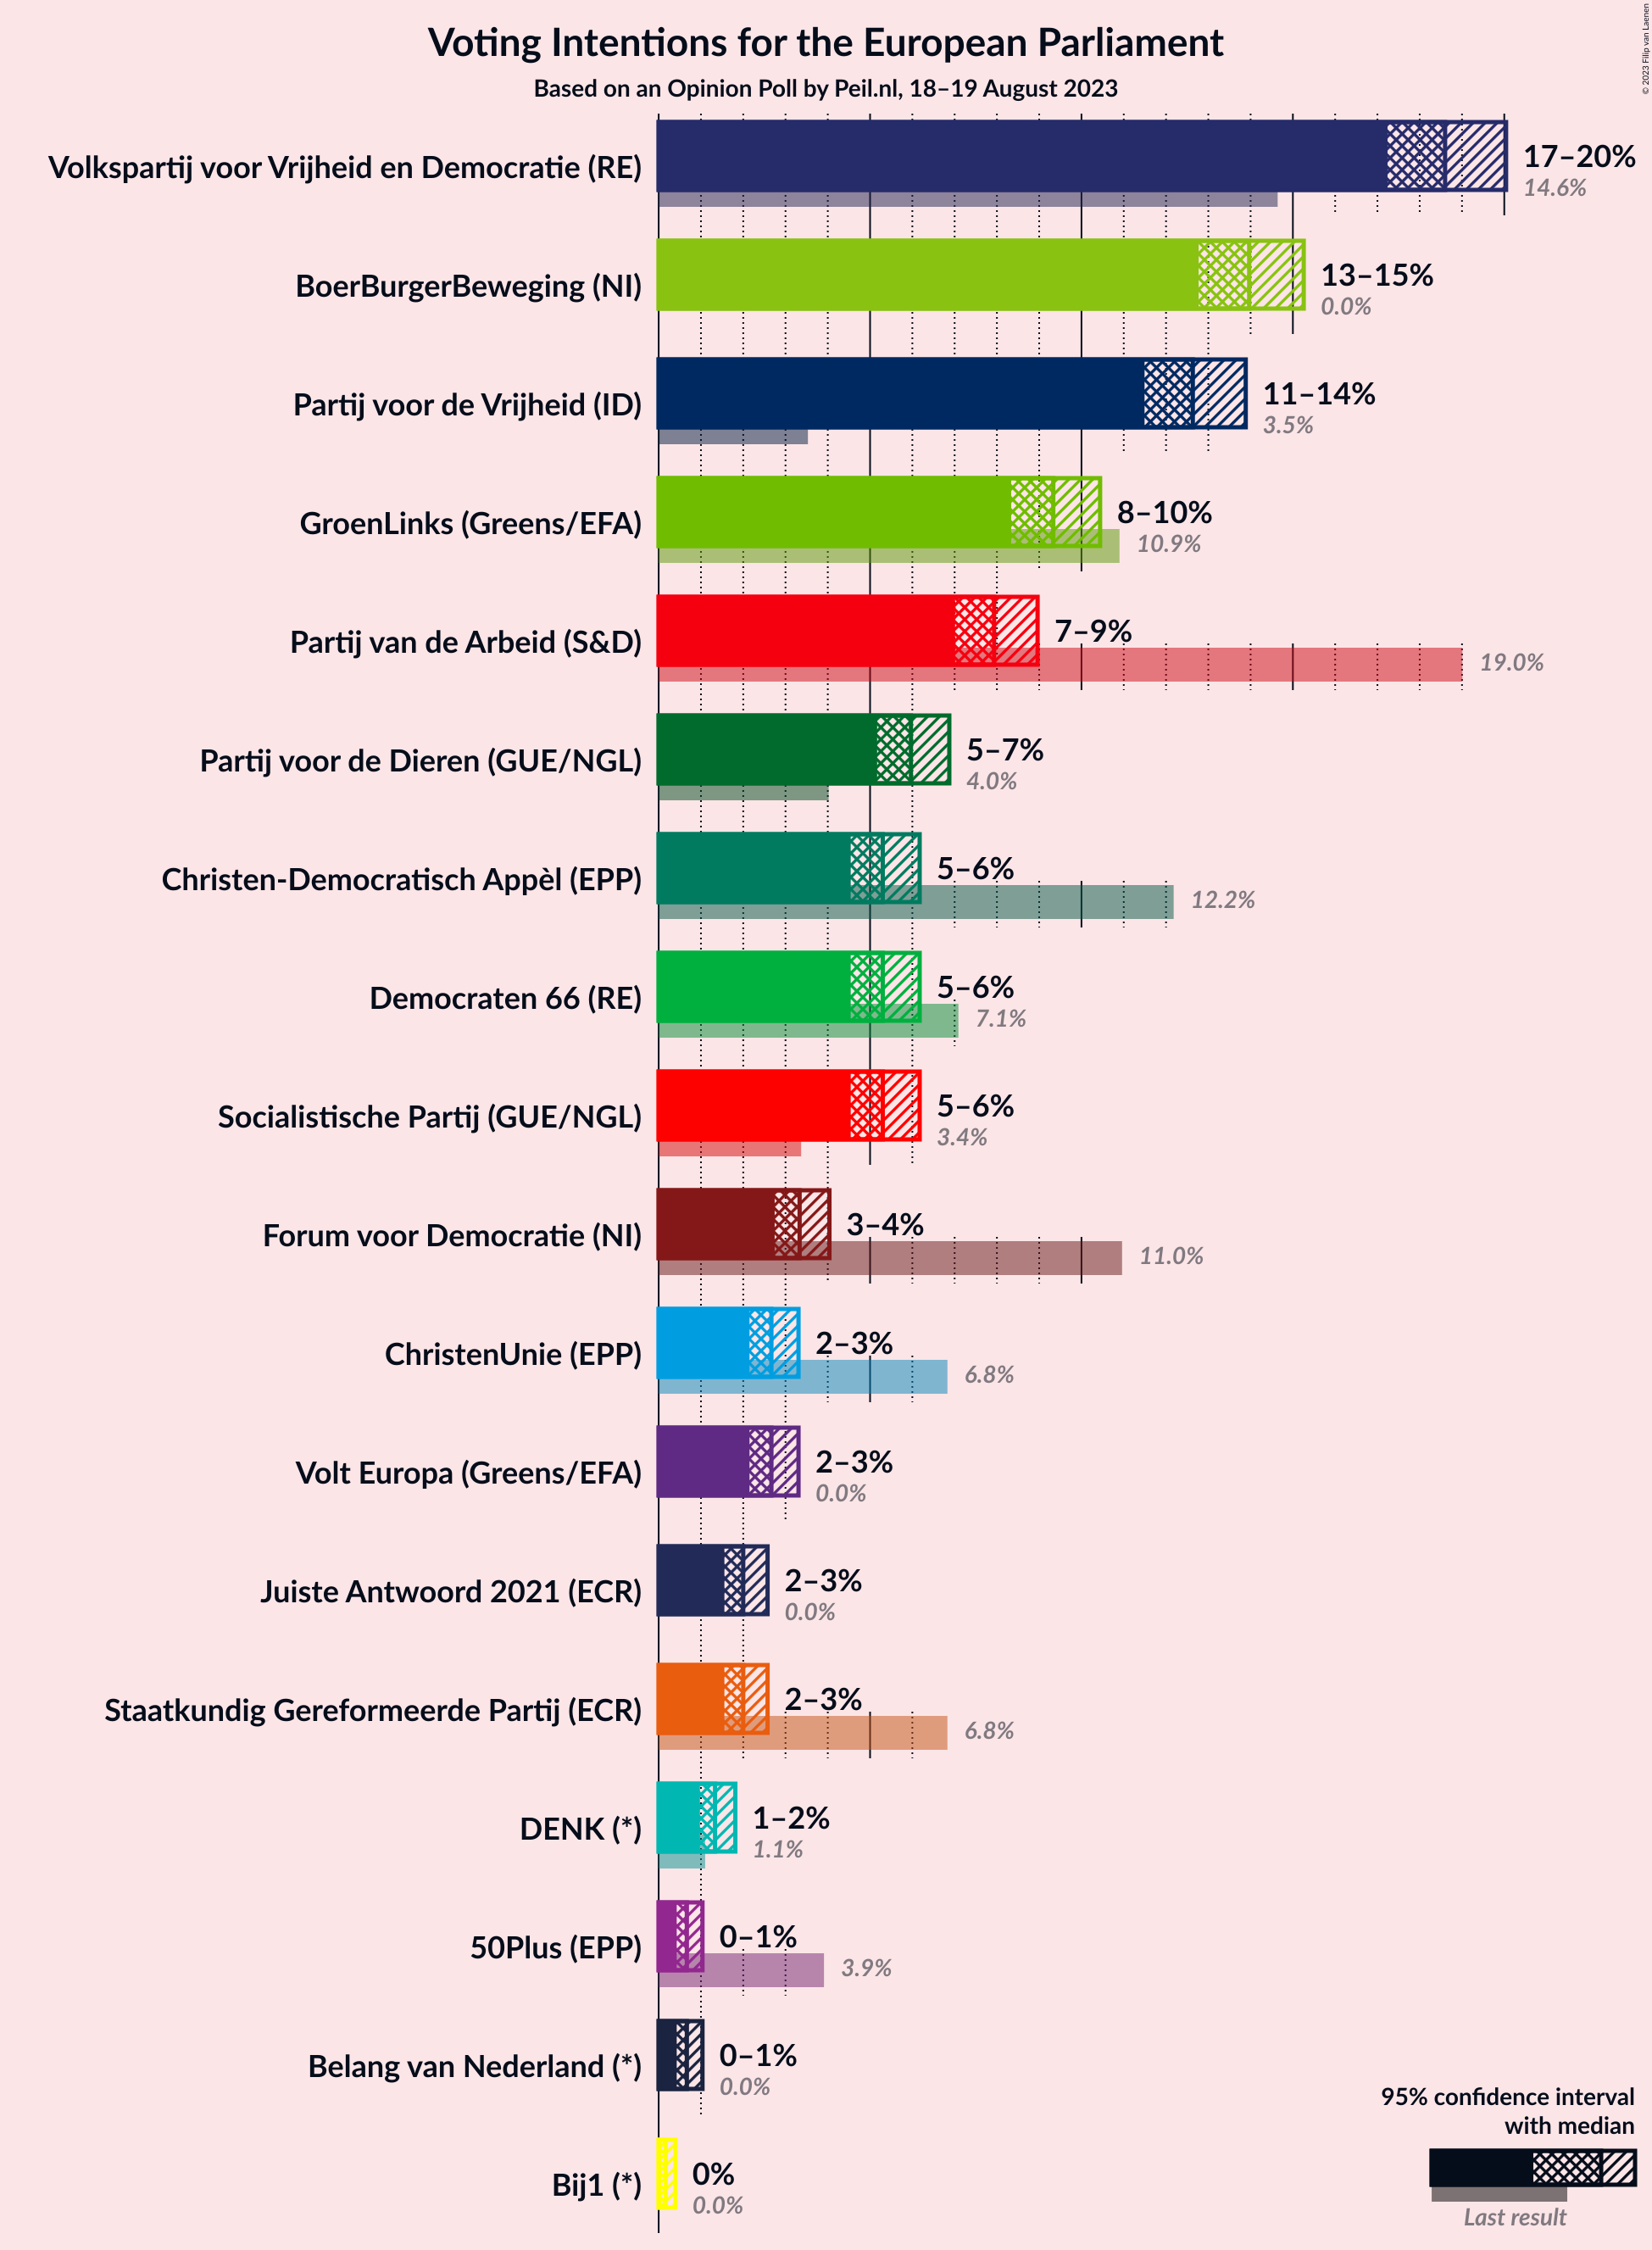 Voting Intentions for the European Parliament
Based on an Opinion Poll by Peil.nl, 18–19 August 2023
© 2023 Filip van Laenen
Volkspartij voor Vrijheid en Democratie (RE)
17–20%
14.6%
BoerBurgerBeweging (NI)
13–15%
0.0%
Partij voor de Vrijheid (ID)
11–14%
3.5%
GroenLinks (Greens/EFA)
8–10%
10.9%
Partij van de Arbeid (S&D)
7–9%
19.0%
Partij voor de Dieren (GUE/NGL)
5–7%
4.0%
Christen-Democratisch Appèl (EPP)
5–6%
12.2%
Democraten 66 (RE)
5–6%
7.1%
Socialistische Partij (GUE/NGL)
5–6%
3.4%
Forum voor Democratie (NI)
3–4%
11.0%
ChristenUnie (EPP)
2–3%
6.8%
Volt Europa (Greens/EFA)
2–3%
0.0%
Juiste Antwoord 2021 (ECR)
2–3%
0.0%
Staatkundig Gereformeerde Partij (ECR)
2–3%
6.8%
DENK (*)
1–2%
1.1%
50Plus (EPP)
0–1%
3.9%
Belang van Nederland (*)
0–1%
0.0%
Bij1 (*)
0%
0.0%
95% confidence interval
with median
Last result